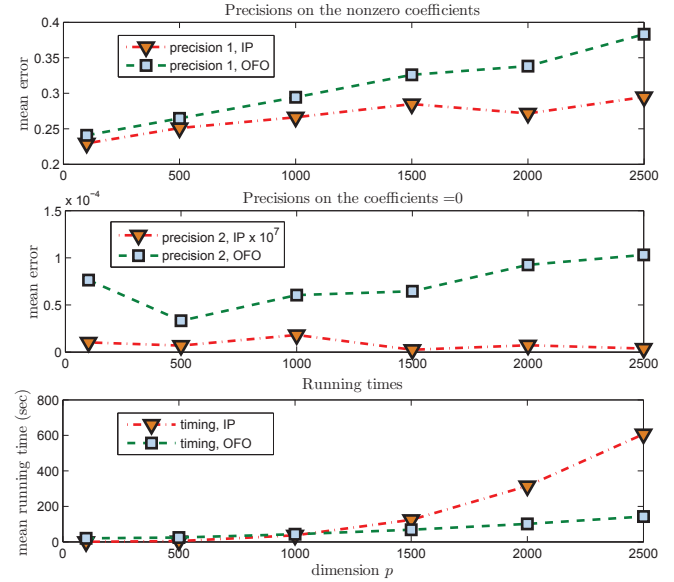 Precisions on the nonzero coefficients
mean error
0.4
0.35
0.3
0.25
0.2
precision 1, IP
precision 1, OFO
0 500 1000 1500 2000 2500
Precisions on the coefficients =0
x 10^-4
mean error
1.5
1
0.5
0
precision 2, IP x 10^7
precision 2, OFO
0 500 1000 1500 2000 2500
Running times
mean running time (sec)
800
600
400
200
0
timing, IP
timing, OFO
0 500 1000 1500 2000 2500
dimension p